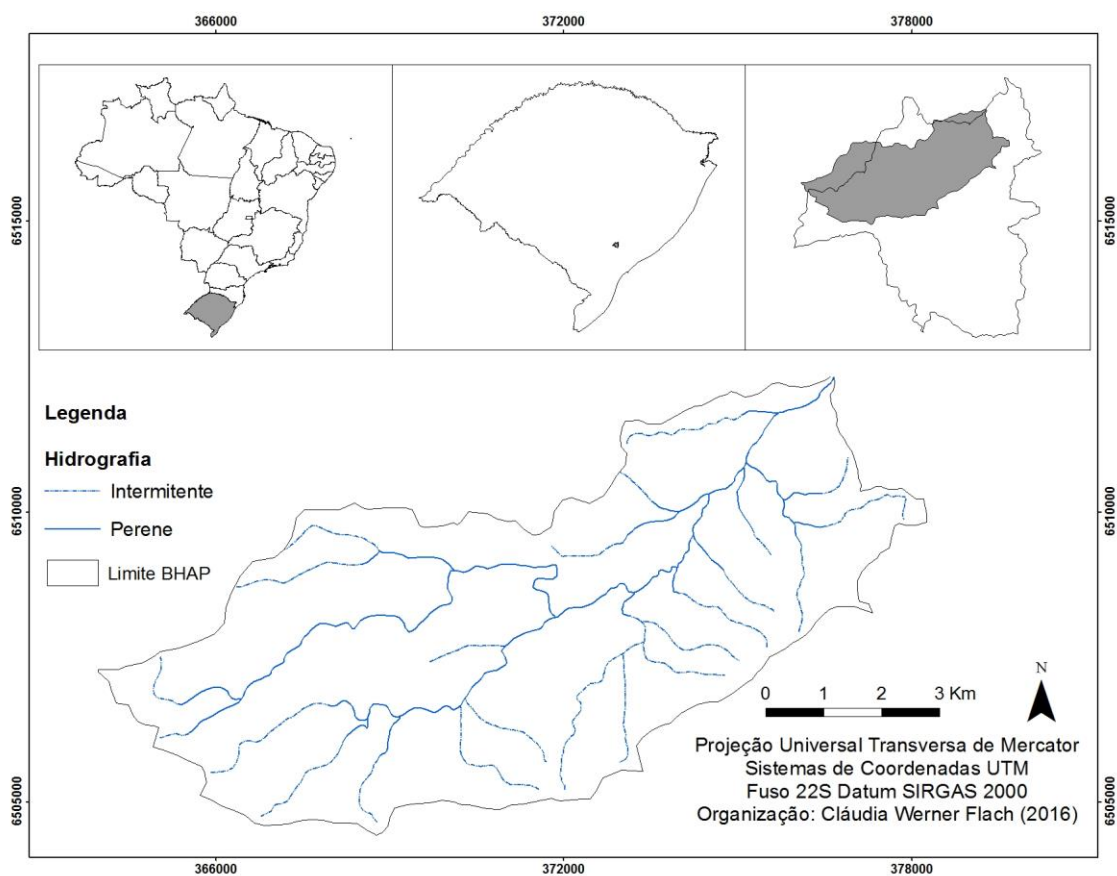 366000 372000 378000
6515000 6515000
Legenda
Hidrografia
Intermitente
6510000 6510000
Perene
Limite BHAP
N
0 1 2 3 Km
Projeção Universal Transversa de Mercator
Sistemas de Coordenadas UTM
Fuso 22S Datum SIRGAS 2000
6505000 6505000
Organização: Cláudia Werner Flach (2016)
366000 372000 378000